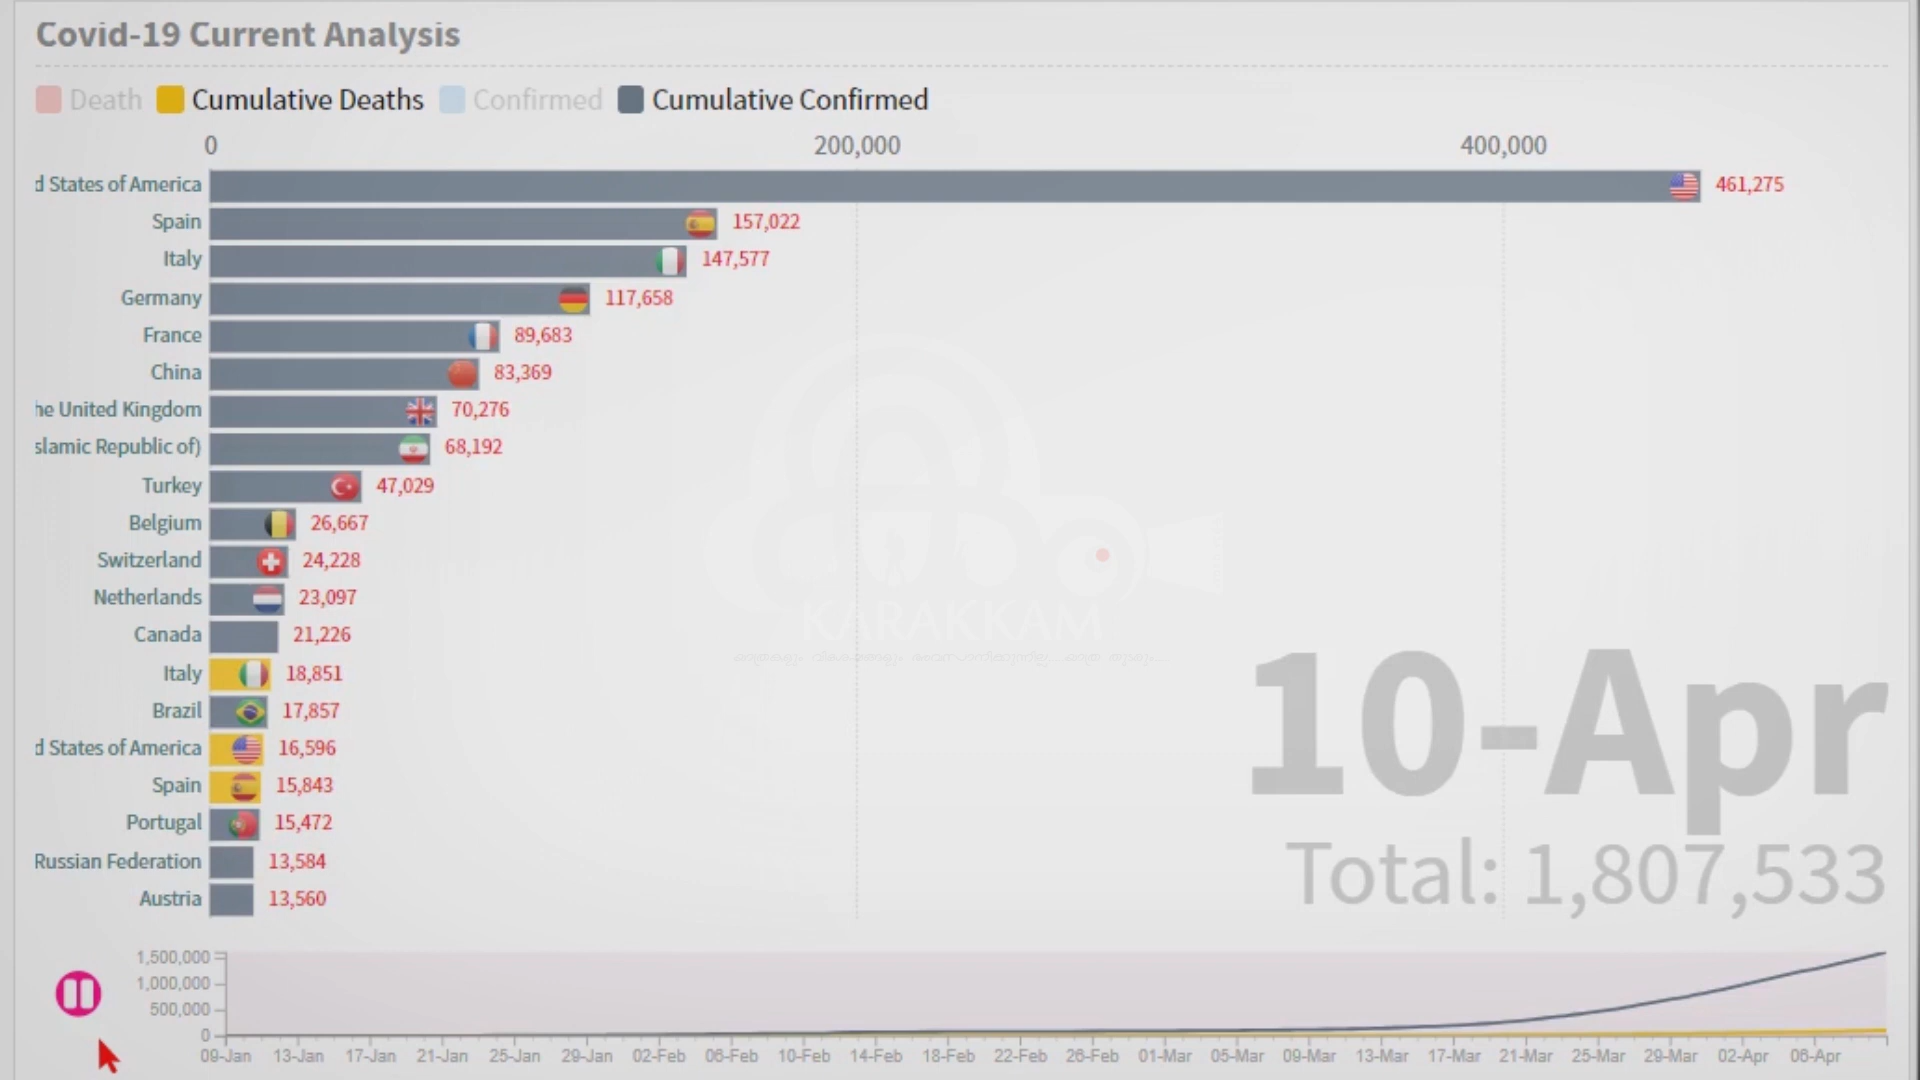 Covid-19 Current Analysis
Death Cumulative Deaths Confirmed Cumulative Confirmed
0 200,000 400,000
d States of America 461,275
Spain 157,022
Italy 147,577
Germany 117,658
France 89,683
China 83,369
he United Kingdom 70,276
slamic Republic of) 68,192
Turkey 47,029
Belgium 26,667
Switzerland 24,228
Netherlands 23,097
Canada 21,226
Italy 18,851
Brazil 17,857
d States of America 16,596
Spain 15,843
Portugal 15,472
Russian Federation 13,584
Austria 13,560
KARAKKAM
10-Apr
Total: 1,807,533
1,500,000
1,000,000
500,000
0
09-Jan 13-Jan 17-Jan 21-Jan 25-Jan 29-Jan 02-Feb 06-Feb 10-Feb 14-Feb 18-Feb 22-Feb 26-Feb 01-Mar 05-Mar 09-Mar 13-Mar 17-Mar 21-Mar 25-Mar 29-Mar 02-Apr 06-Apr